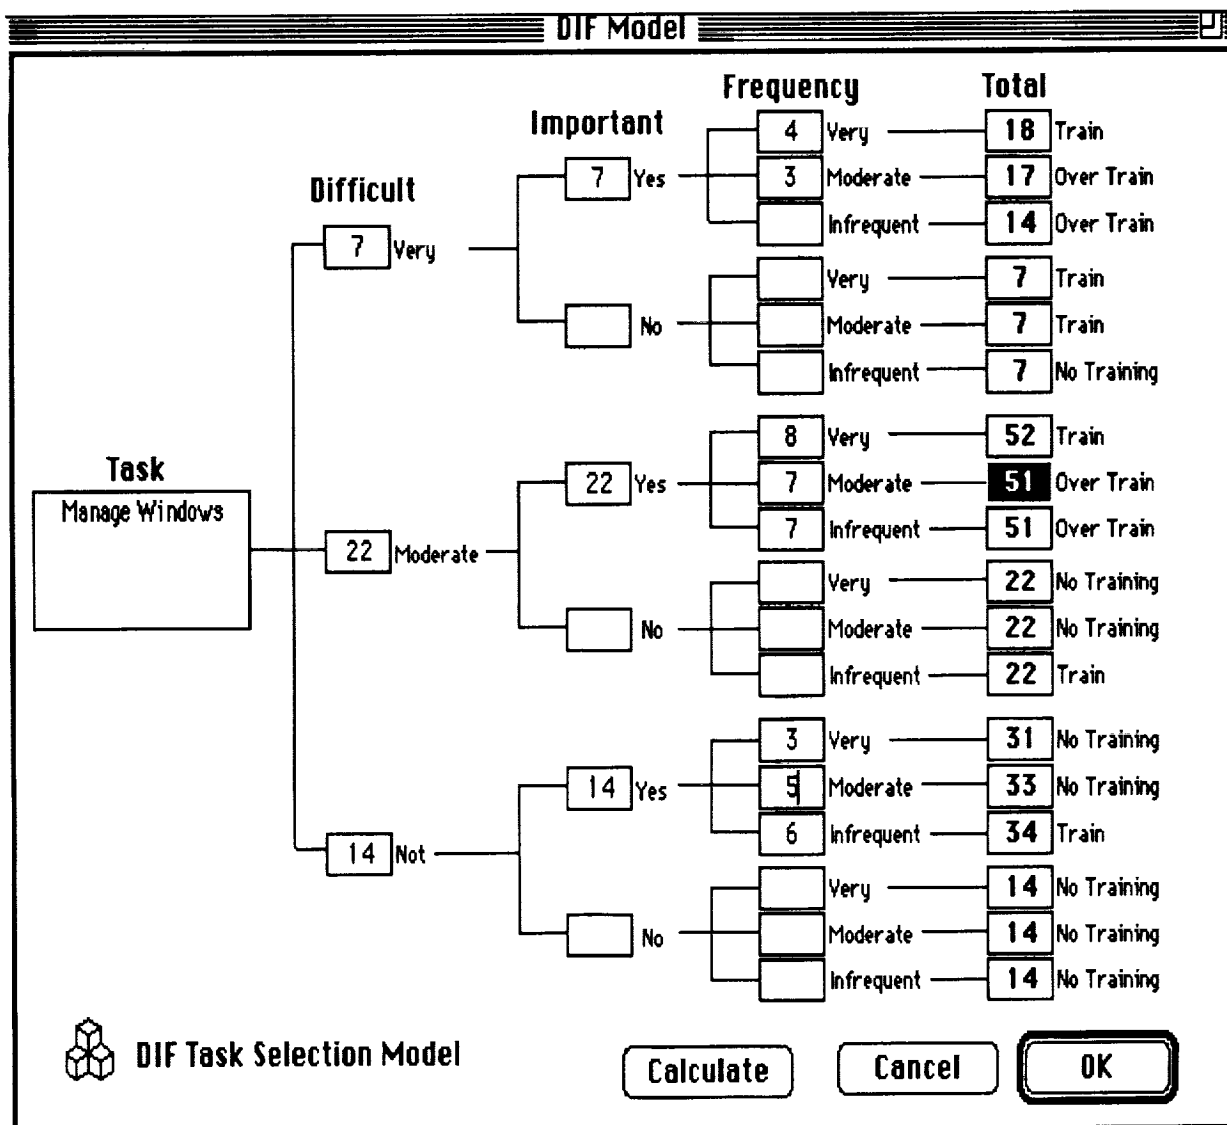 DIF Model
Frequency Total
Important
4 Very 18 Train
Difficult
7 Yes
3 Moderate 17 Over Train
Infrequent 14 Over Train
7 Very
Very 7 Train
No
Moderate 7 Train
Infrequent 7 No Training
Task
Manage Windows
8 Very 52 Train
22 Yes
7 Moderate 51 Over Train
7 Infrequent 51 Over Train
22 Moderate
Very 22 No Training
No
Moderate 22 No Training
Infrequent 22 Train
3 Very 31 No Training
14 Yes
5 Moderate 33 No Training
6 Infrequent 34 Train
14 Not
Very 14 No Training
No
Moderate 14 No Training
Infrequent 14 No Training
DIF Task Selection Model
Calculate Cancel OK